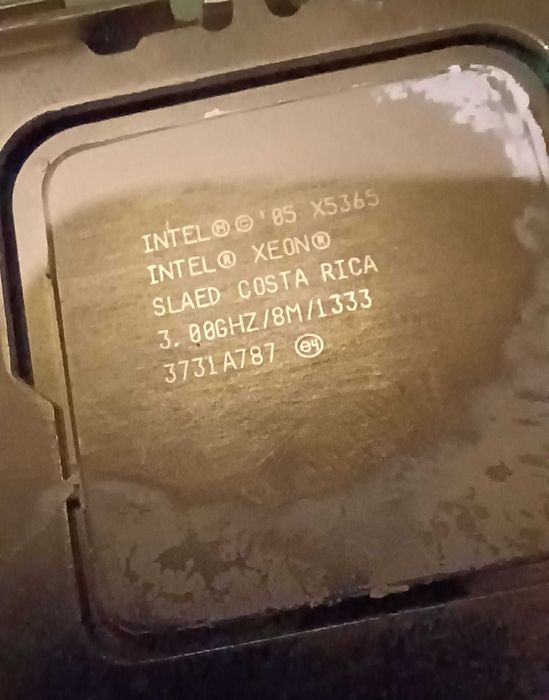 INTEL Ⓜ © '05 X5365
INTEL® XEON®
SLAED COSTA RICA
3.00GHZ/8M/1333
3731A787 e4